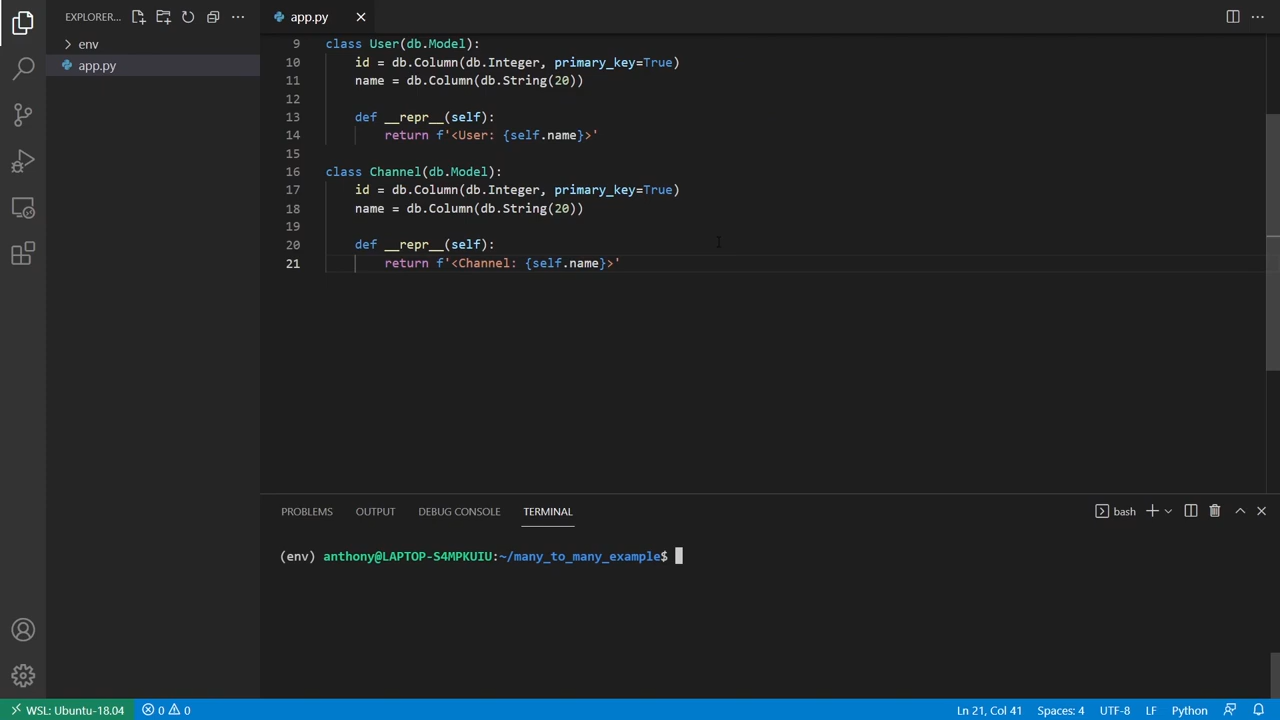 EXPLORER...
env
app.py
app.py
9 class User(db.Model):
10     id = db.Column(db.Integer, primary_key=True)
11     name = db.Column(db.String(20))
12
13     def __repr__(self):
14         return f'<User: {self.name}>'
15
16 class Channel(db.Model):
17     id = db.Column(db.Integer, primary_key=True)
18     name = db.Column(db.String(20))
19
20     def __repr__(self):
21         return f'<Channel: {self.name}>'
PROBLEMS OUTPUT DEBUG CONSOLE TERMINAL bash
(env) anthony@LAPTOP-S4MPKUIU:~/many_to_many_example$
WSL: Ubuntu-18.04 0 0 Ln 21, Col 41 Spaces: 4 UTF-8 LF Python